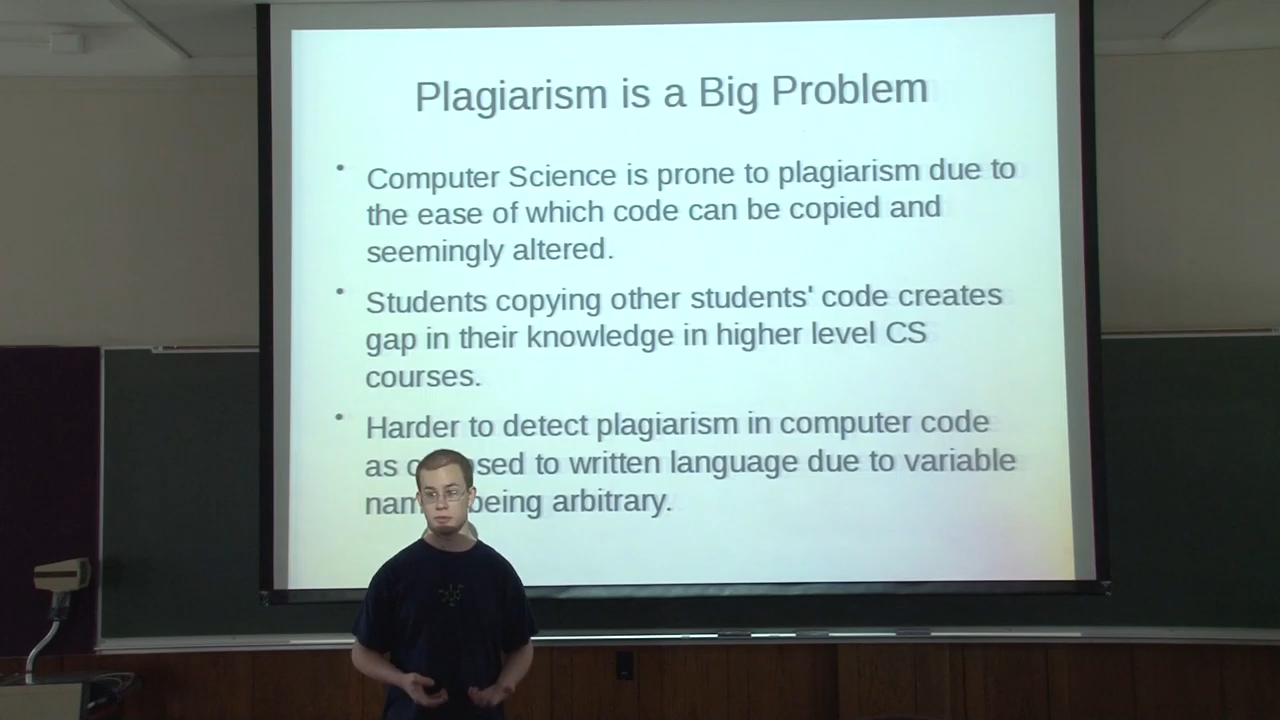 Plagiarism is a Big Problem
• Computer Science is prone to plagiarism due to
the ease of which code can be copied and
seemingly altered.
• Students copying other students' code creates
gap in their knowledge in higher level CS
courses.
• Harder to detect plagiarism in computer code
as to written language due to variable
being arbitrary.